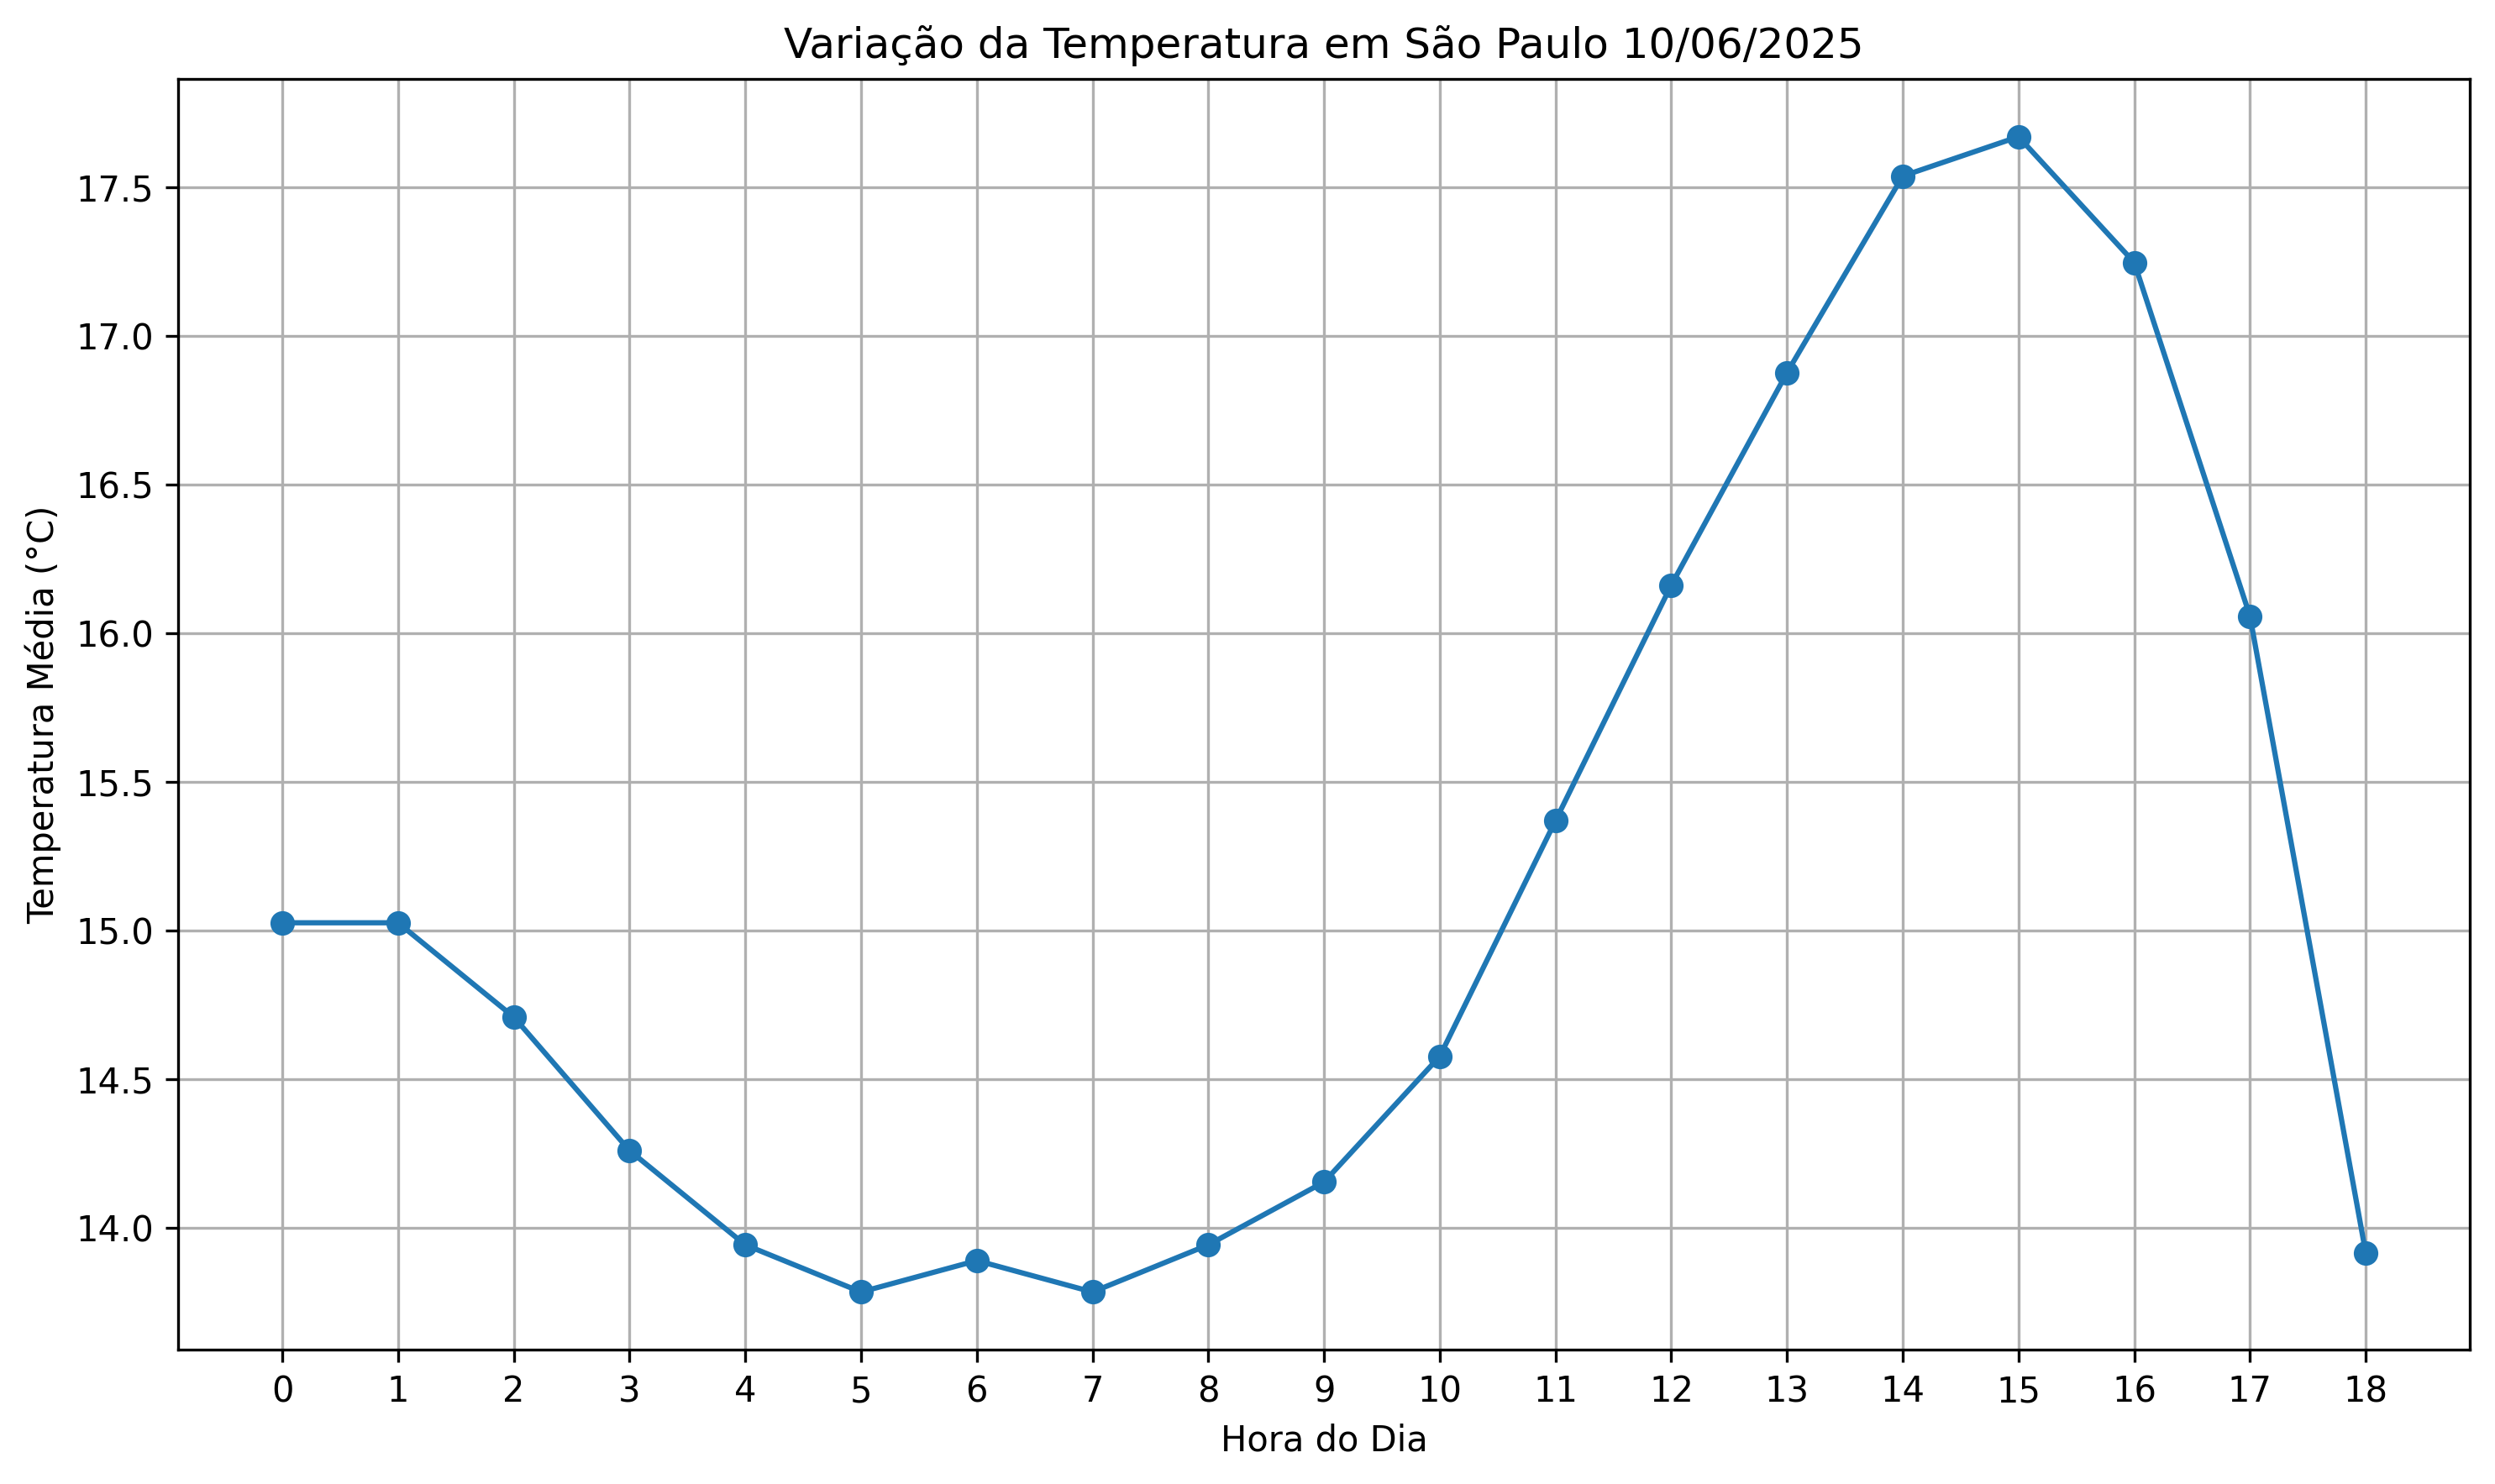 Variação da Temperatura em São Paulo 10/06/2025
Temperatura Média (°C)
17.5
17.0
16.5
16.0
15.5
15.0
14.5
14.0
0 1 2 3 4 5 6 7 8 9 10 11 12 13 14 15 16 17 18
Hora do Dia